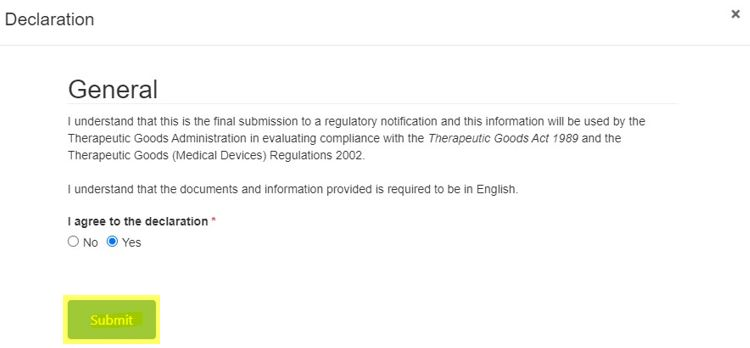 Declaration
×
General
I understand that this is the final submission to a regulatory notification and this information will be used by the
Therapeutic Goods Administration in evaluating compliance with the Therapeutic Goods Act 1989 and the
Therapeutic Goods (Medical Devices) Regulations 2002.
I understand that the documents and information provided is required to be in English.
I agree to the declaration *
No Yes
Submit